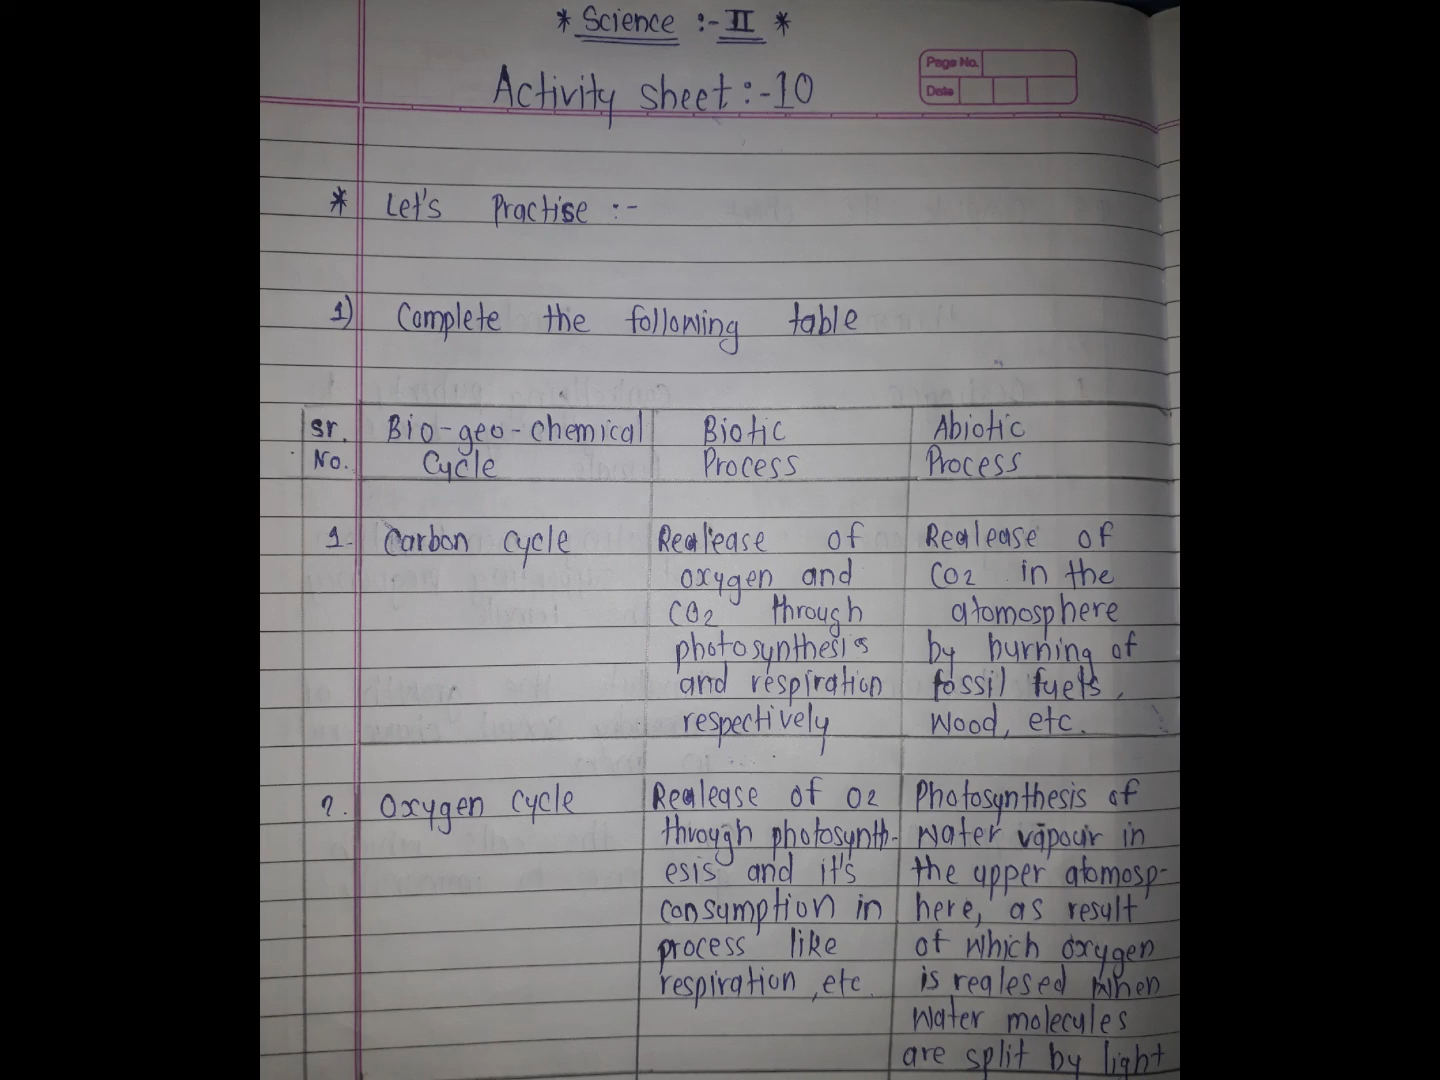 * Science :- II *
Activity sheet :- 10
Page No.
Date
* Let's Practise :-
1) Complete the following table
Sr. No. | Bio-geo-chemical Cycle | Biotic Process | Abiotic Process
1. Carbon cycle
Realease of
oxygen and
CO2 through
photosynthesis
and respiration
respectively
Realease of
CO2 in the
atomosphere
by burning of
fossil fuels,
wood, etc.
2. Oxygen cycle
Realease of O2
through photosynth-
esis and it's
consumption in
process like
respiration, etc.
Photosynthesis of
water vapour in
the upper atomosp-
here, as result
of which oxygen
is realesed when
water molecules
are split by light